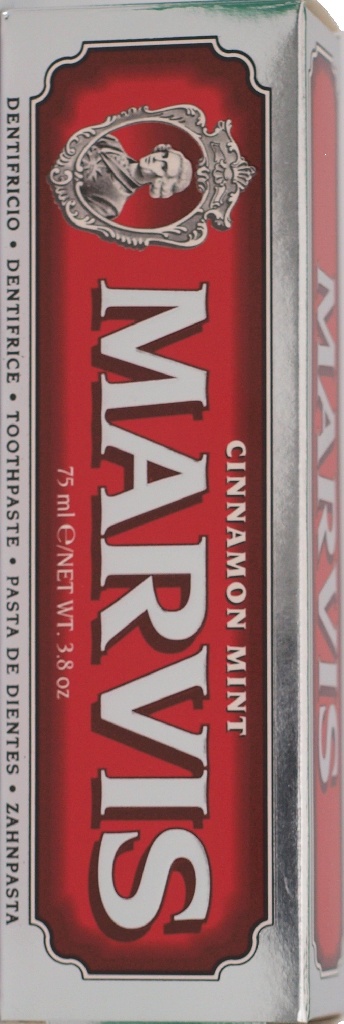 CINNAMON MINT
MARVIS
75 ml ℮/NET WT. 3.8 oz
DENTIFRICIO • DENTIFRICE • TOOTHPASTE • PASTA DE DIENTES • ZAHNPASTA
MARVIS